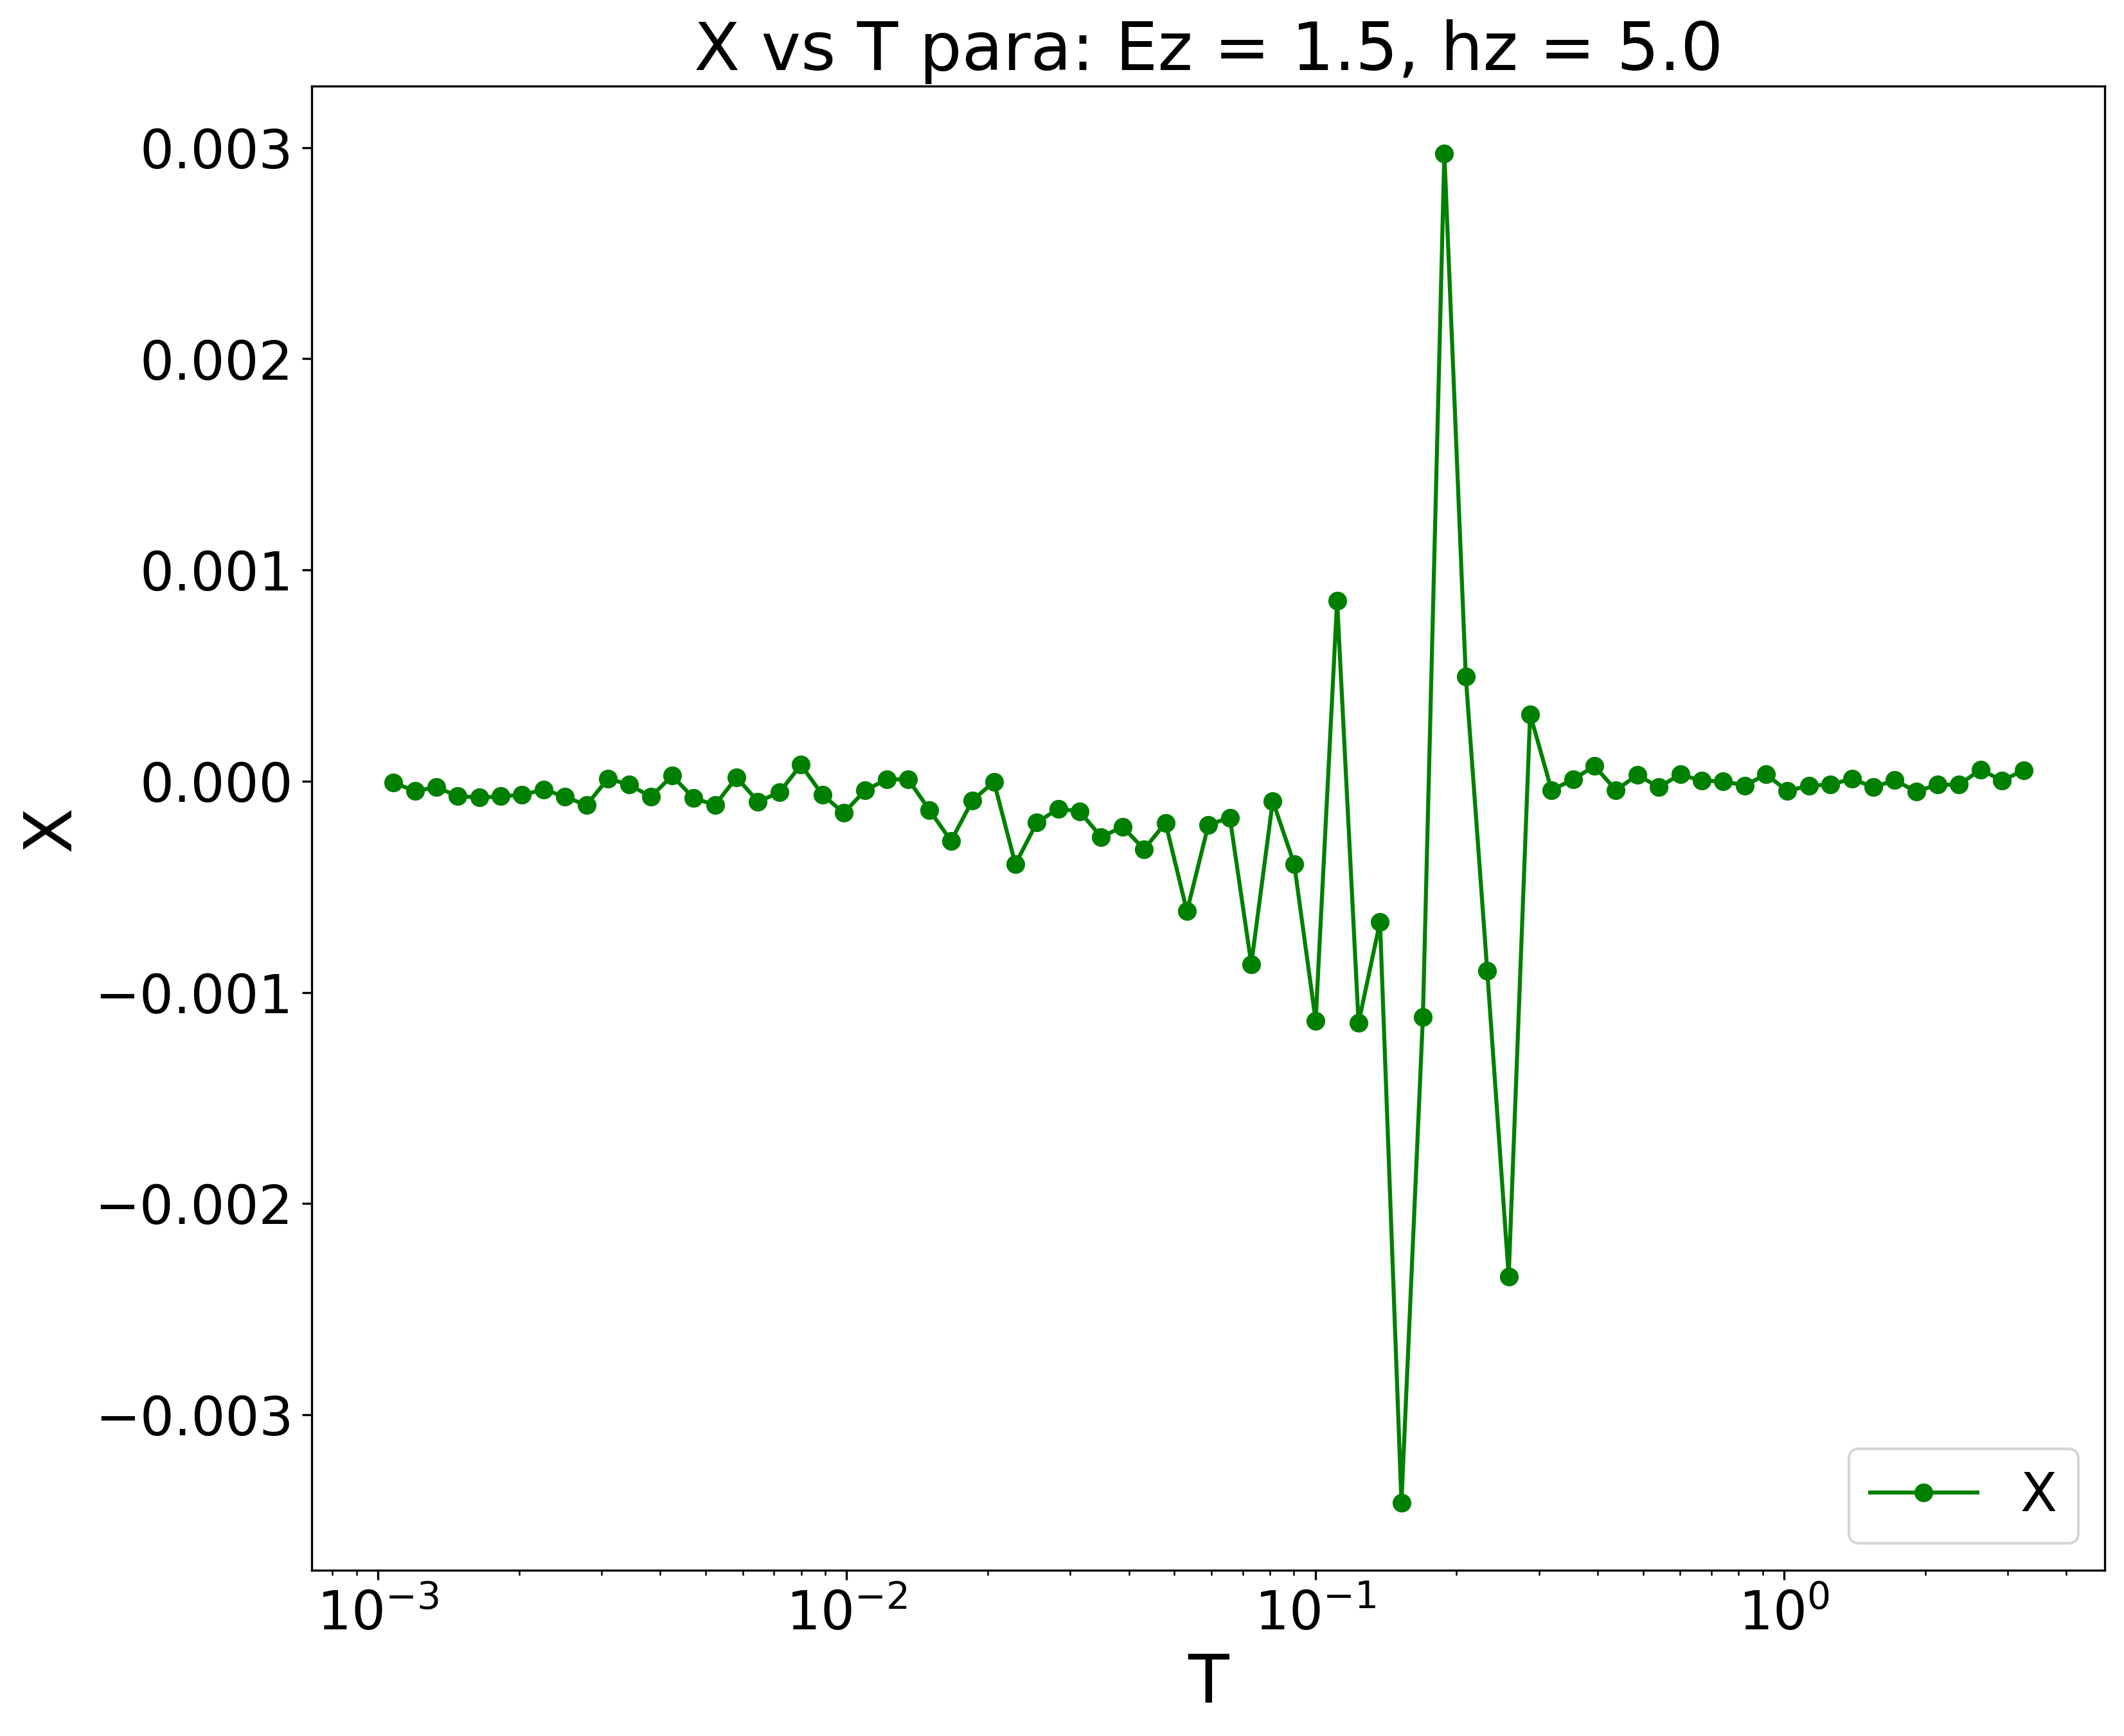 X vs T para: Ez = 1.5, hz = 5.0
0.003
0.002
0.001
0.000
−0.001
−0.002
−0.003
X
X
10⁻³ 10⁻² 10⁻¹ 10⁰
T